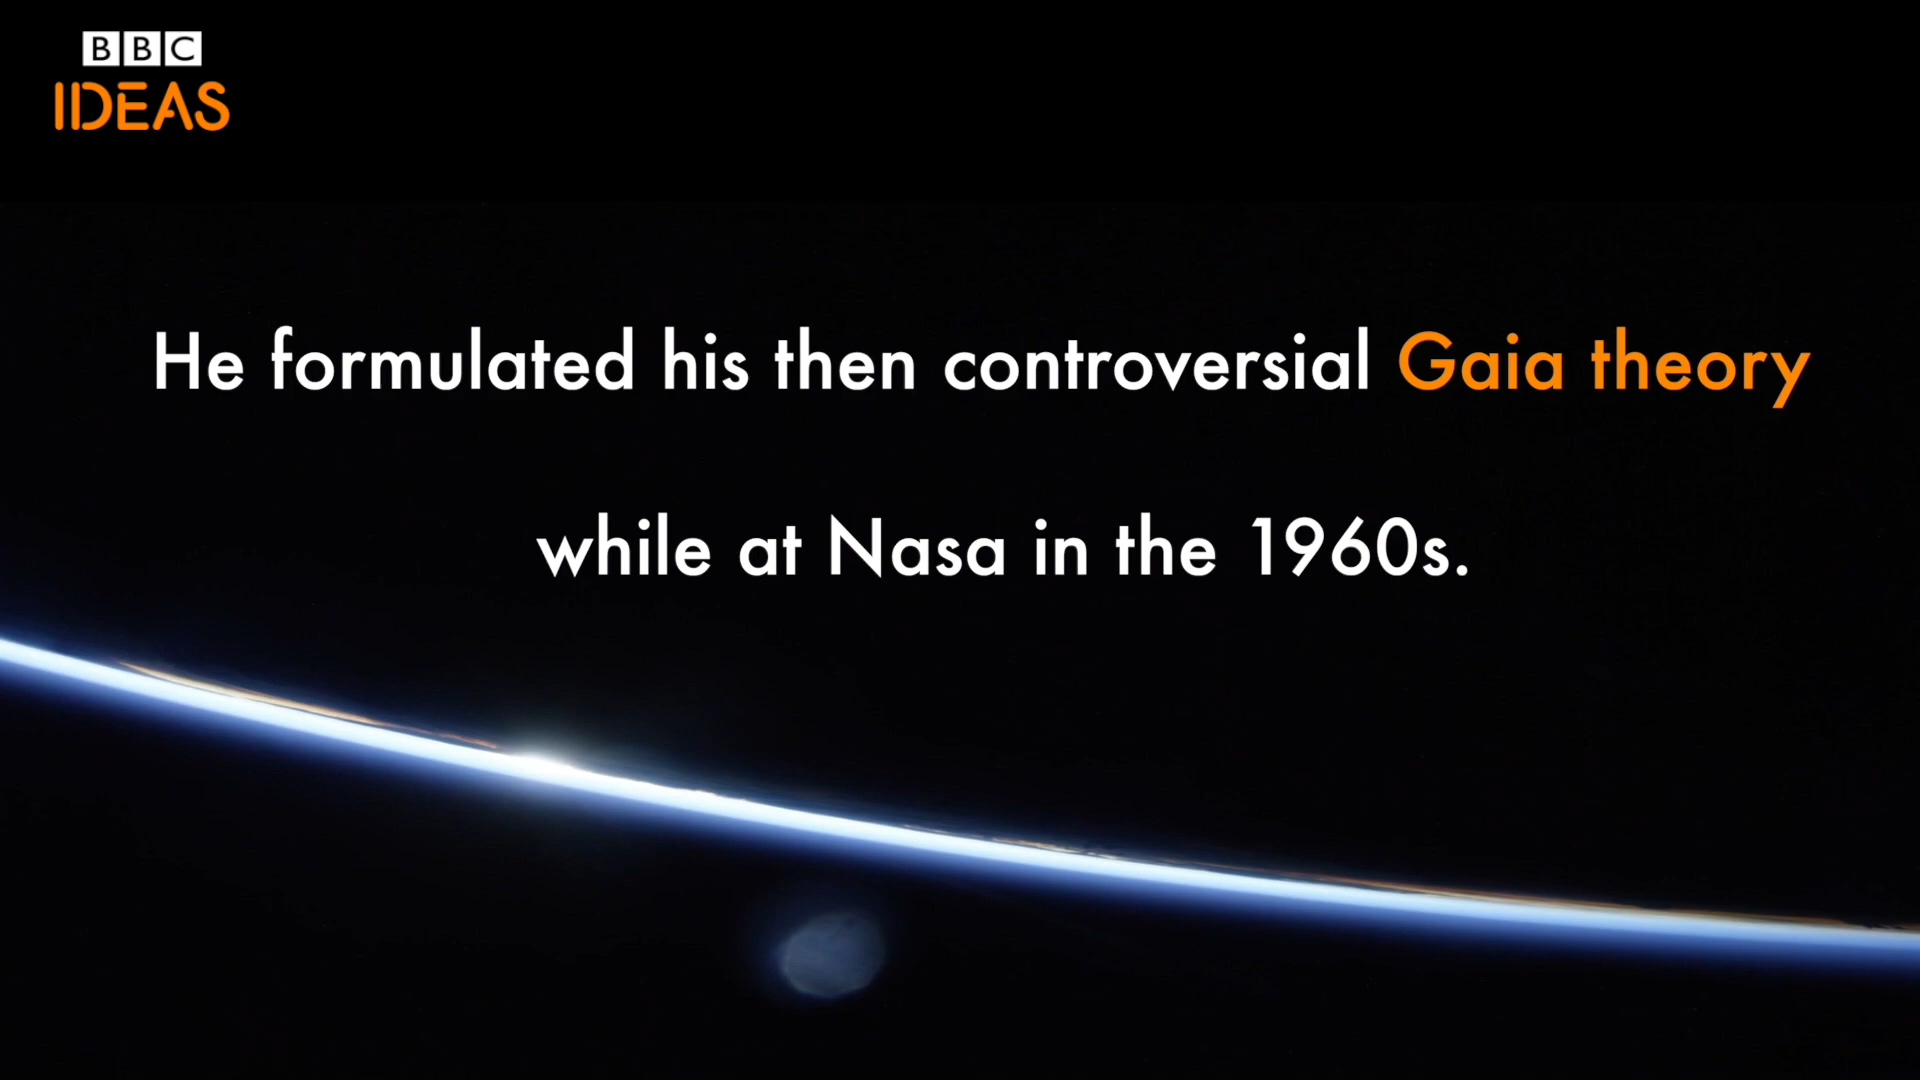 BBC
IDEAS
He formulated his then controversial Gaia theory
while at Nasa in the 1960s.